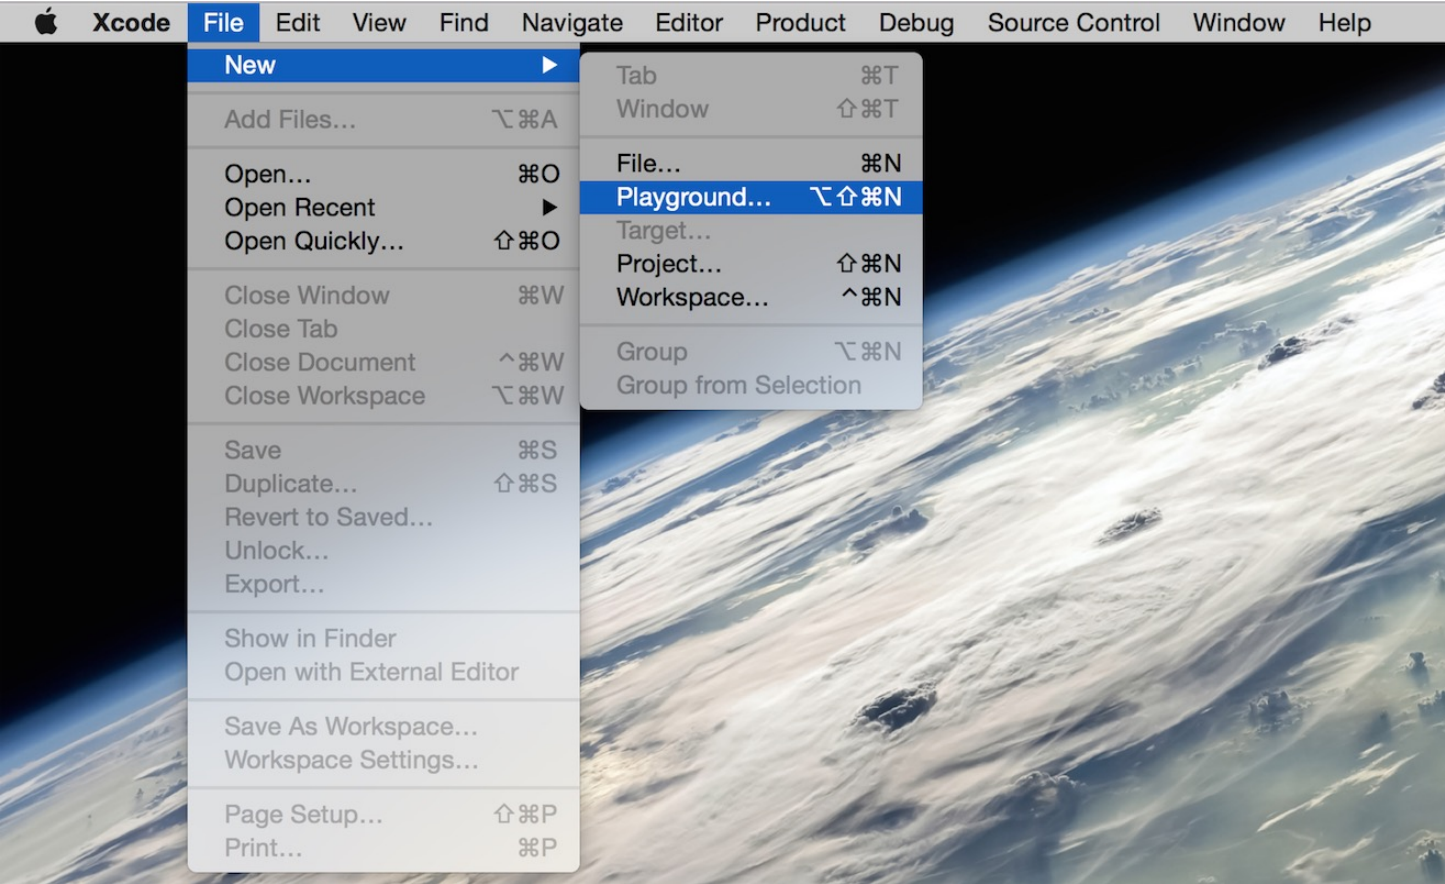 Xcode File Edit View Find Navigate Editor Product Debug Source Control Window Help
New ▶
Add Files... ⌥⌘A
Open... ⌘O
Open Recent ▶
Open Quickly... ⇧⌘O
Close Window ⌘W
Close Tab
Close Document ^⌘W
Close Workspace ⌥⌘W
Save ⌘S
Duplicate... ⇧⌘S
Revert to Saved...
Unlock...
Export...
Show in Finder
Open with External Editor
Save As Workspace...
Workspace Settings...
Page Setup... ⇧⌘P
Print... ⌘P
Tab ⌘T
Window ⇧⌘T
File... ⌘N
Playground... ⌥⇧⌘N
Target...
Project... ⇧⌘N
Workspace... ^⌘N
Group ⌥⌘N
Group from Selection